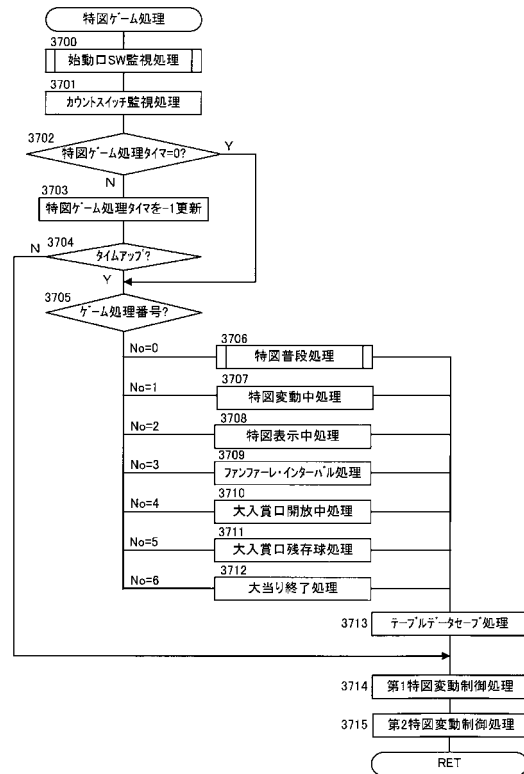 特図ゲーム処理
3700
始動口SW監視処理
3701
カウントスイッチ監視処理
3702
特図ゲーム処理タイマ=0?
Y
N
3703
特図ゲーム処理タイマを-1更新
N
3704
タイムアップ?
Y
3705
ゲーム処理番号?
No=0
3706
特図普段処理
No=1
3707
特図変動中処理
No=2
3708
特図表示中処理
No=3
3709
ファンファーレ・インターバル処理
No=4
3710
大入賞口開放中処理
No=5
3711
大入賞口残存球処理
No=6
3712
大当り終了処理
3713
テーブルデータセーブ処理
3714
第1特図変動制御処理
3715
第2特図変動制御処理
RET